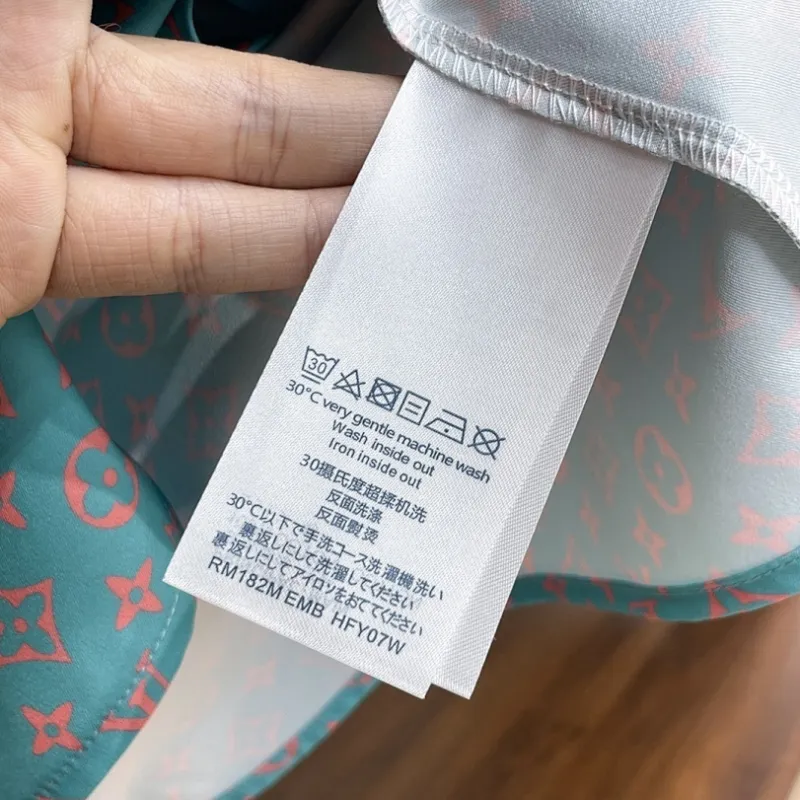 30
30°C very gentle machine wash
Wash inside out
Iron inside out
30摄氏度超揉机洗
反面洗涤
反面熨烫
30℃以下で手洗コース洗濯機洗い
裏返しにして洗濯してください
裏返しにしてアイロッをおててください
RM182M EMB HFY07W